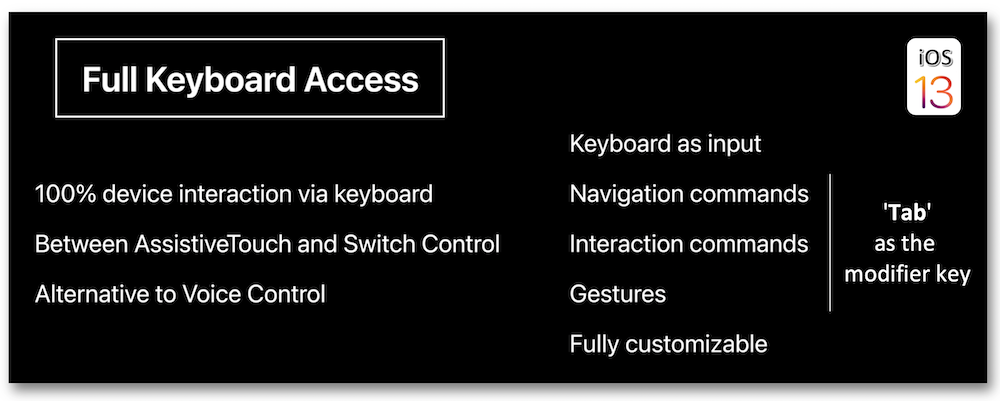 Full Keyboard Access
iOS
13
100% device interaction via keyboard
Between AssistiveTouch and Switch Control
Alternative to Voice Control
Keyboard as input
Navigation commands
Interaction commands
Gestures
Fully customizable
'Tab'
as the
modifier key